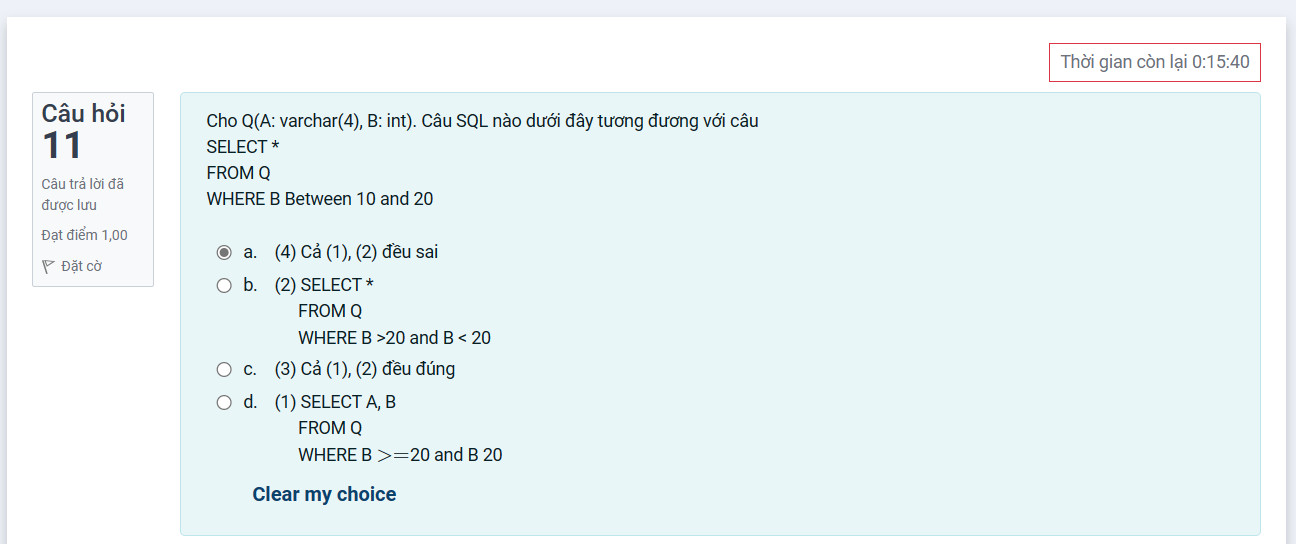 Thời gian còn lại 0:15:40
Câu hỏi
11
Câu trả lời đã
được lưu
Đạt điểm 1,00
Đặt cờ
Cho Q(A: varchar(4), B: int). Câu SQL nào dưới đây tương đương với câu
SELECT *
FROM Q
WHERE B Between 10 and 20
a. (4) Cả (1), (2) đều sai
b. (2) SELECT *
FROM Q
WHERE B >20 and B < 20
c. (3) Cả (1), (2) đều đúng
d. (1) SELECT A, B
FROM Q
WHERE B >=20 and B 20
Clear my choice